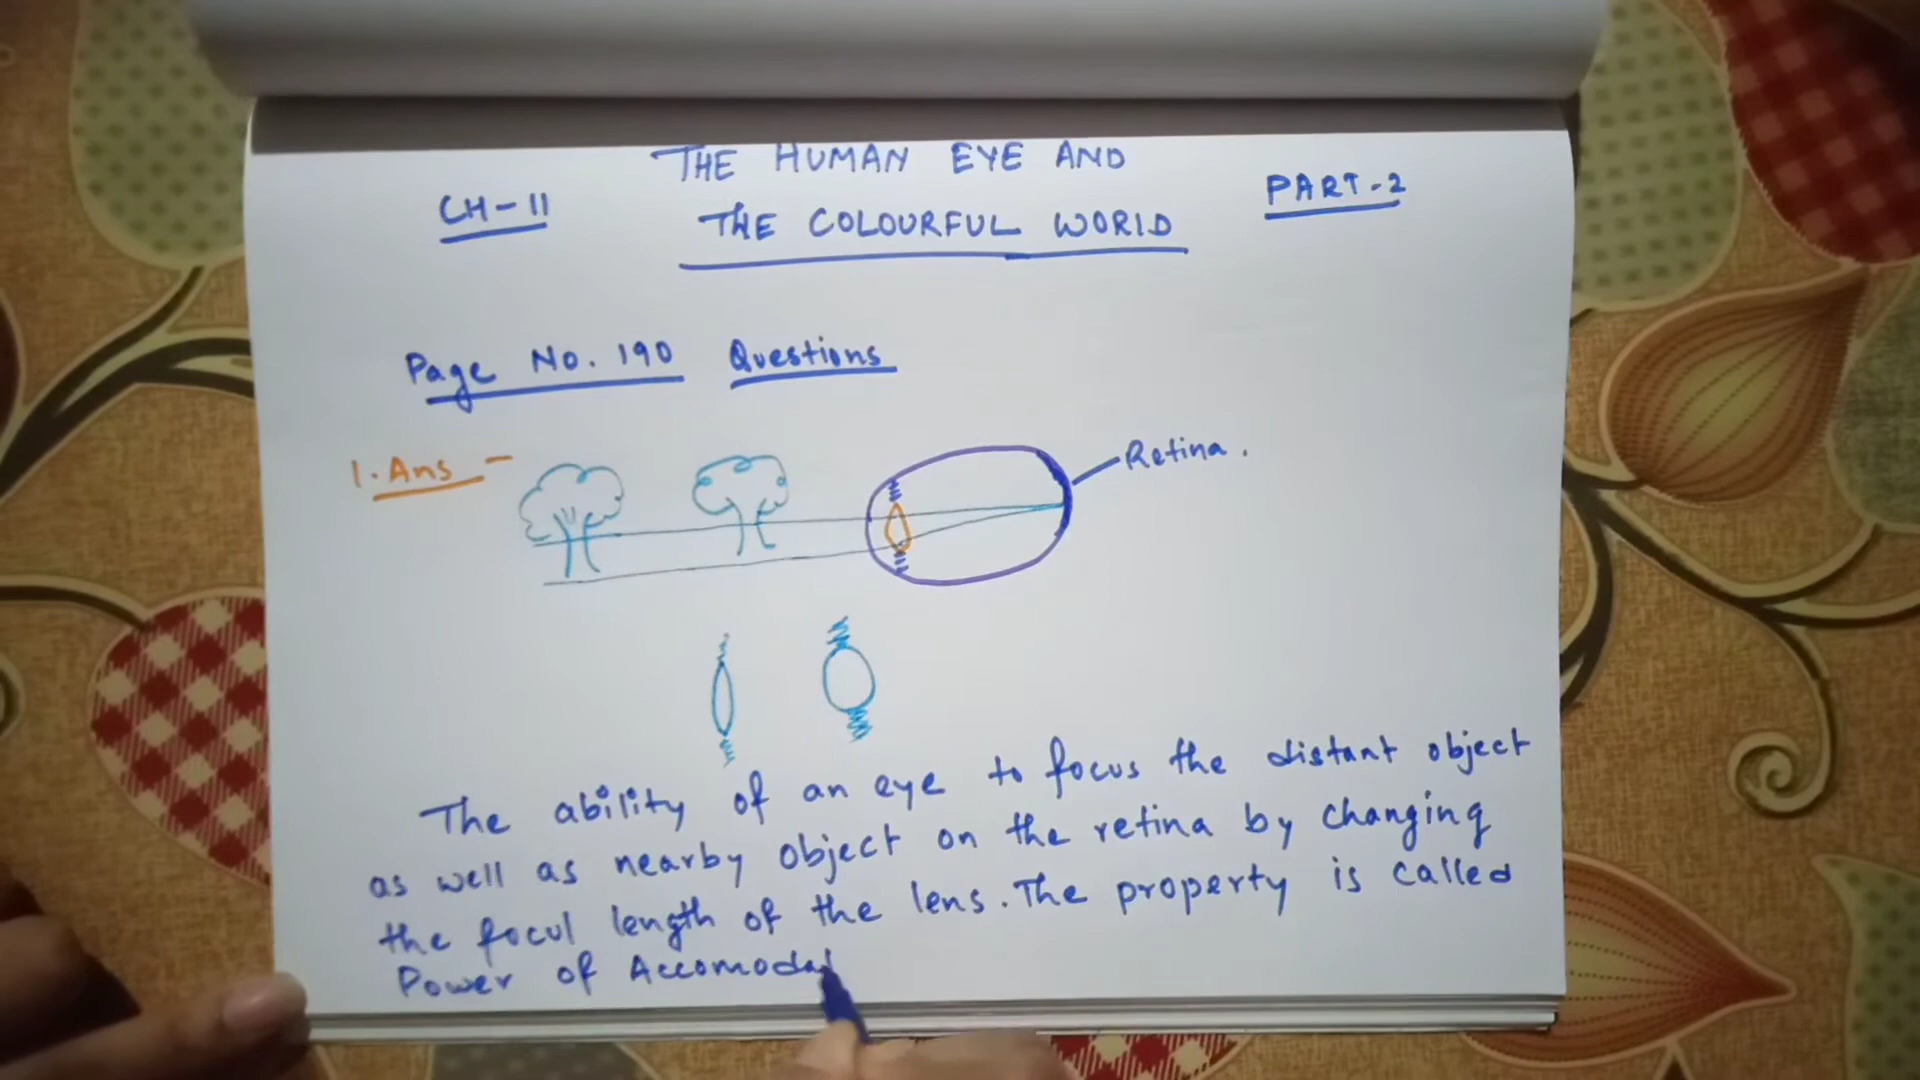 THE HUMAN EYE AND
CH-11
THE COLOURFUL WORLD
PART-2
Page No. 190 Questions
1. Ans -
Retina.
The ability of an eye to focus the distant object
as well as nearby object on the retina by changing
the focul length of the lens. The property is called
Power of Accomodat